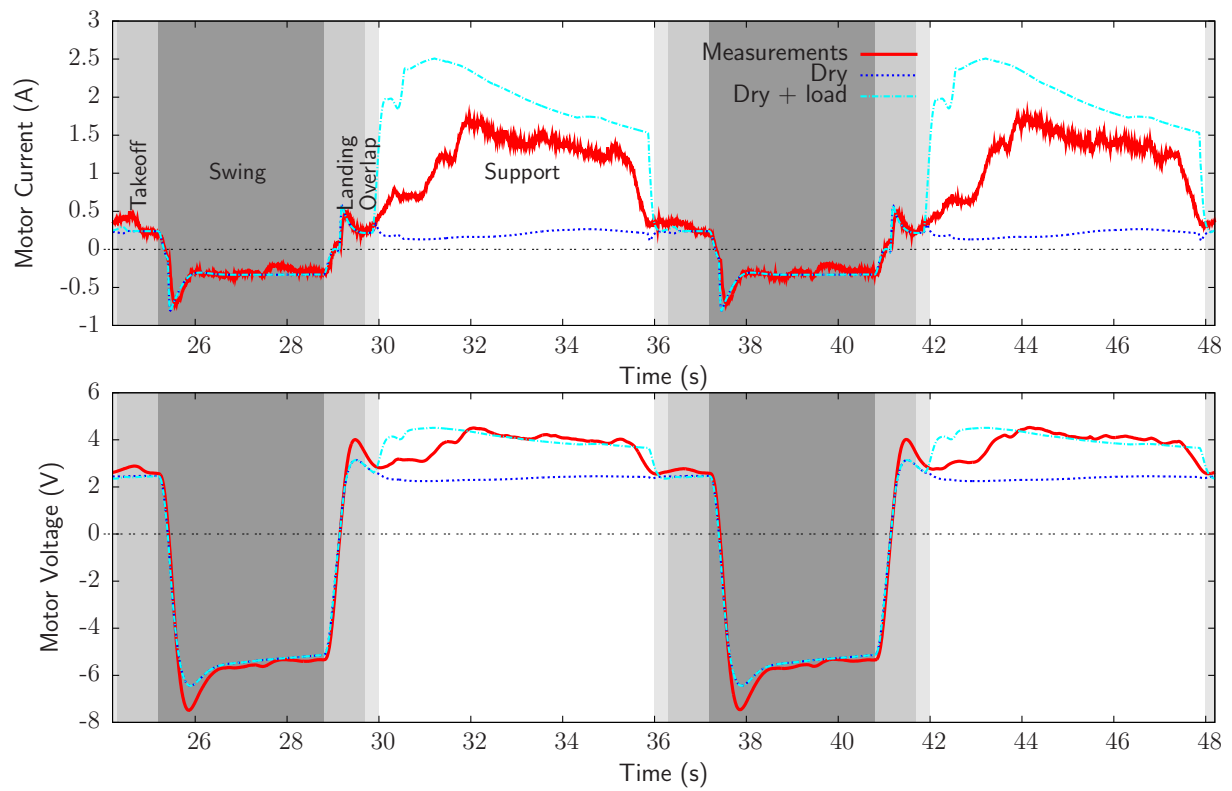 3
2.5
2
1.5
1
0.5
0
-0.5
-1
Motor Current (A)
Measurements
Dry
Dry + load
Takeoff
Swing
Landing
Overlap
Support
26 28 30 32 34 36 38 40 42 44 46 48
Time (s)
6
4
2
0
-2
-4
-6
-8
Motor Voltage (V)
26 28 30 32 34 36 38 40 42 44 46 48
Time (s)